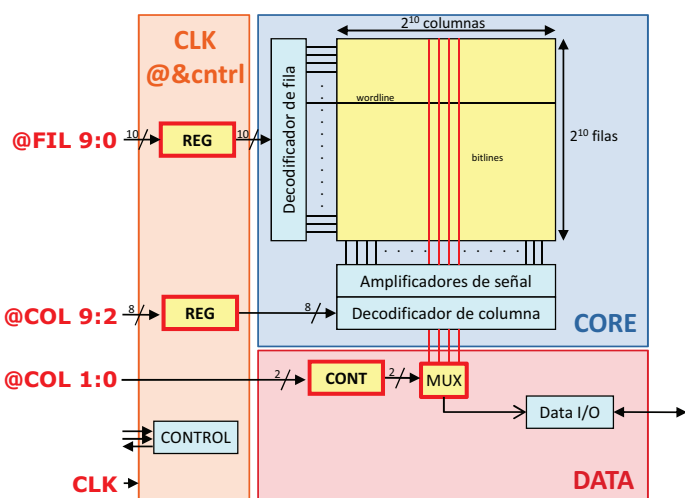 2¹⁰ columnas
CLK
@&cntrl
Decodificador de fila
wordline
bitlines
2¹⁰ filas
@FIL 9:0
10
REG
10
Amplificadores de señal
Decodificador de columna
CORE
@COL 9:2
8
REG
8
@COL 1:0
2
CONT
2
MUX
Data I/O
CONTROL
CLK
DATA